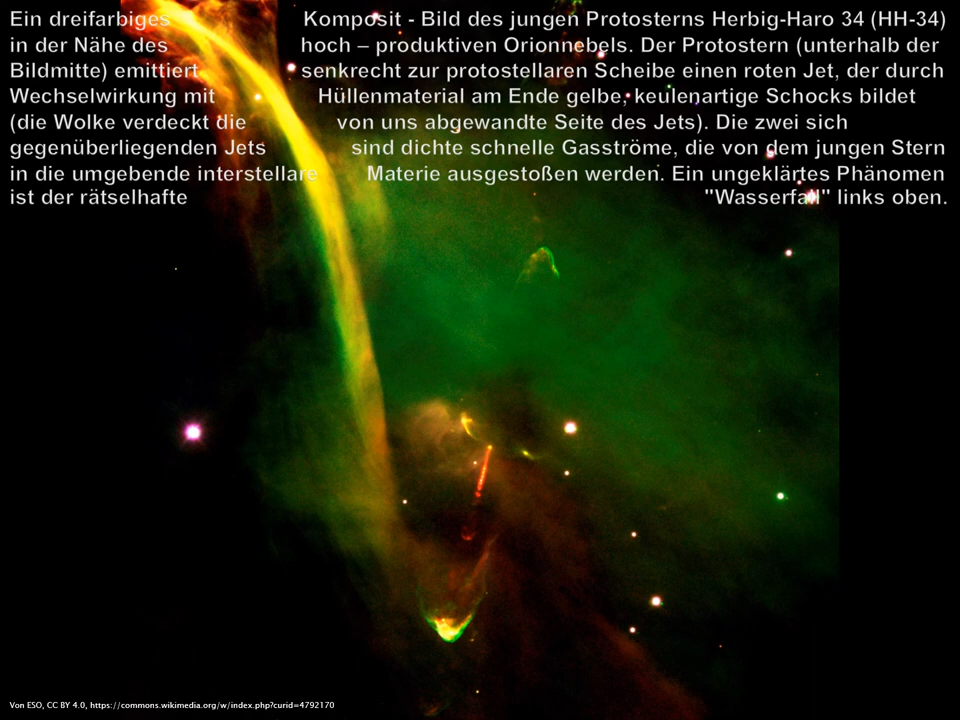 Ein dreifarbiges Komposit - Bild des jungen Protosterns Herbig-Haro 34 (HH-34)
in der Nähe des hoch – produktiven Orionnebels. Der Protostern (unterhalb der
Bildmitte) emittiert senkrecht zur protostellaren Scheibe einen roten Jet, der durch
Wechselwirkung mit Hüllenmaterial am Ende gelbe, keulenartige Schocks bildet
(die Wolke verdeckt die von uns abgewandte Seite des Jets). Die zwei sich
gegenüberliegenden Jets sind dichte schnelle Gasströme, die von dem jungen Stern
in die umgebende interstellare Materie ausgestoßen werden. Ein ungeklärtes Phänomen
ist der rätselhafte "Wasserfall" links oben.
Von ESO, CC BY 4.0, https://commons.wikimedia.org/w/index.php?curid=4792170